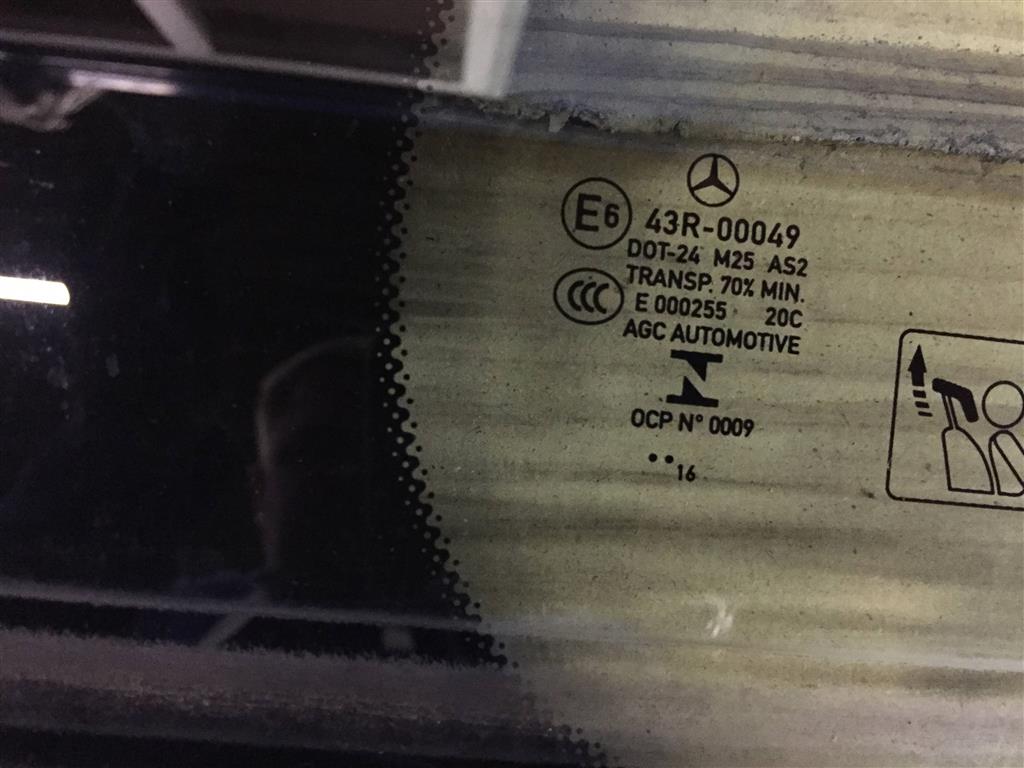 E6 43R-00049
DOT-24 M25 AS2
TRANSP. 70% MIN.
CCC E 000255 20C
AGC AUTOMOTIVE
OCP N° 0009
.. 16